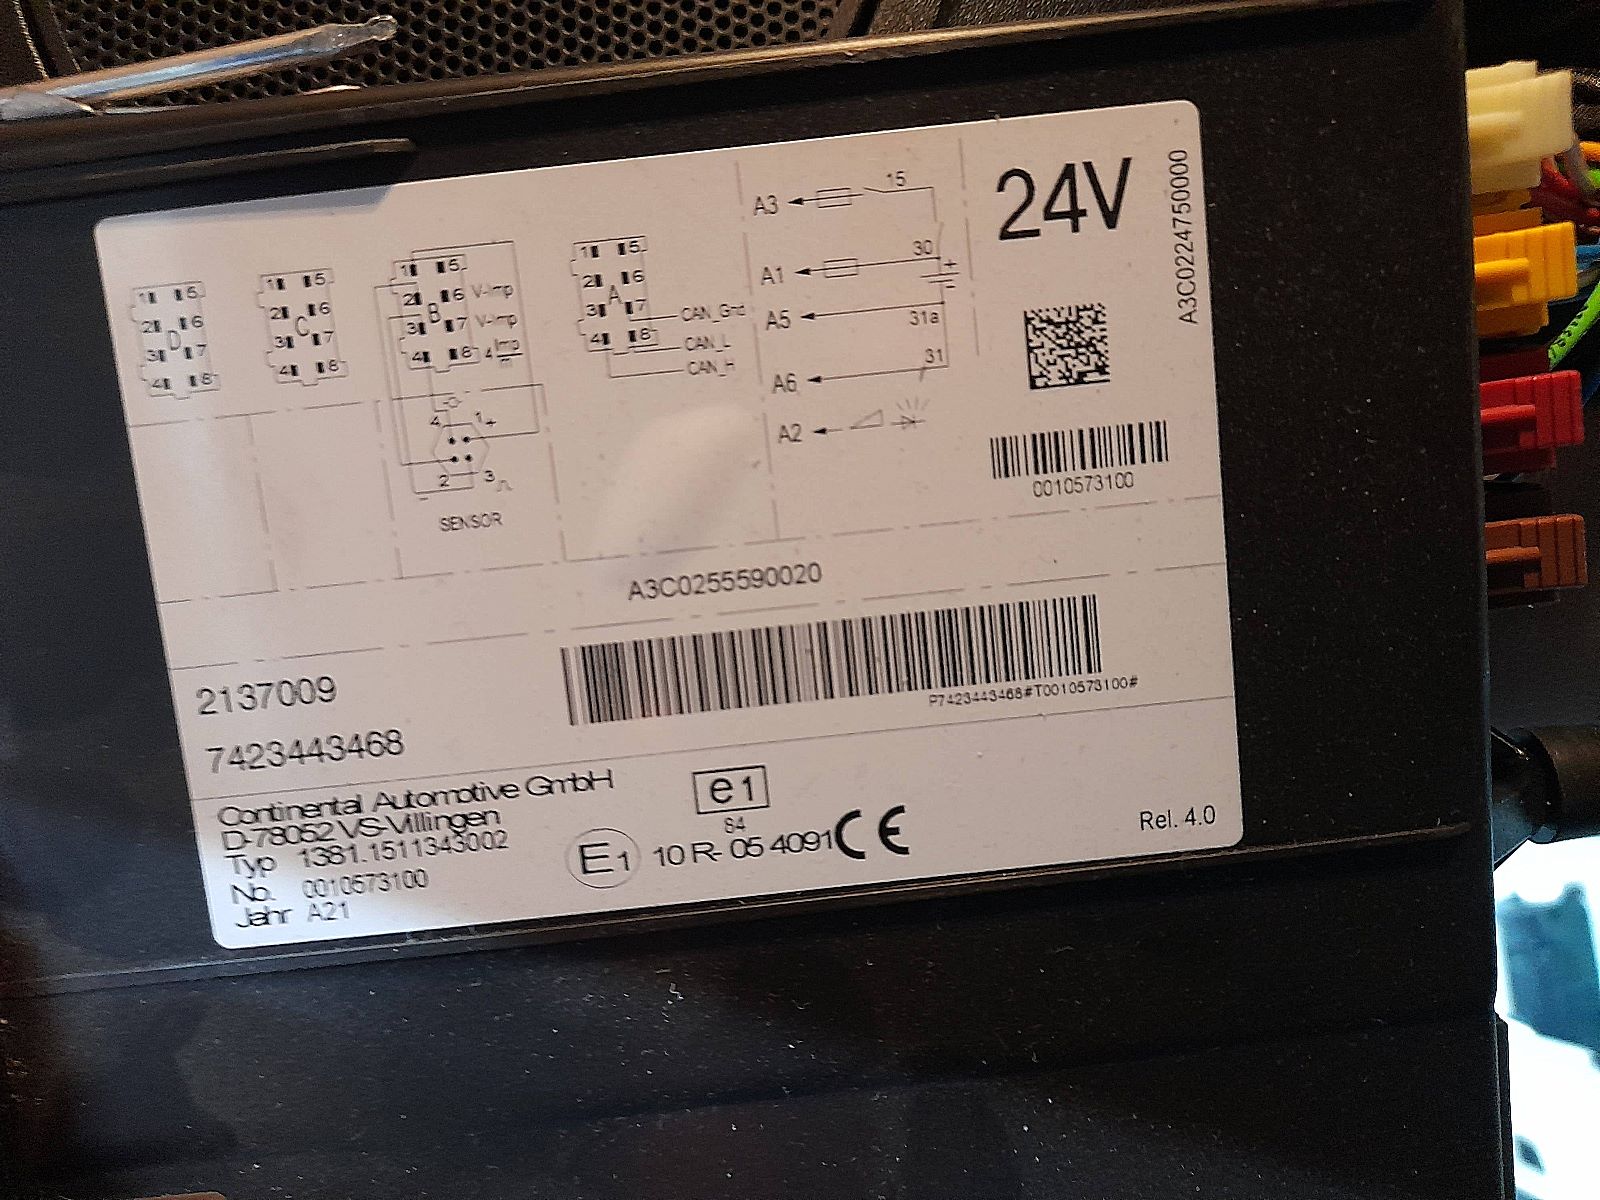 24V
A3C0224750000
A3 15
A1 30 +
-
A5 31a
A6 31
A2
1 5
2 6
D
3 7
4 8
1 5
2 6
C
3 7
4 8
1 5
2 6 V-Imp
B
3 7 V-Imp
4 8 4 Imp
4 1 +
2 3
-
SENSOR
1 5
2 6
A
3 7 CAN_Gnd
4 8 CAN_L
CAN_H
0010573100
A3C0255590020
2137009
7423443468
P7423443468#T0010573100#
Continental Automotive GmbH
D-78052 VS-Villingen
Typ 1381.1511343002
No. 0010573100
Jahr A21
e1
84
E1 10 R- 05 4091 CE
Rel. 4.0